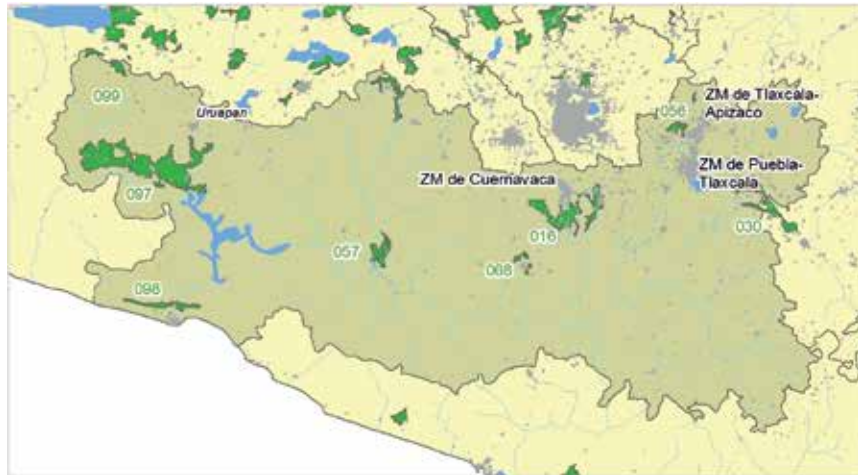 099
Uruapan
056
ZM de Tlaxcala-
Apizaco
ZM de Cuernavaca
ZM de Puebla-
Tlaxcala
097
057
016
030
068
098